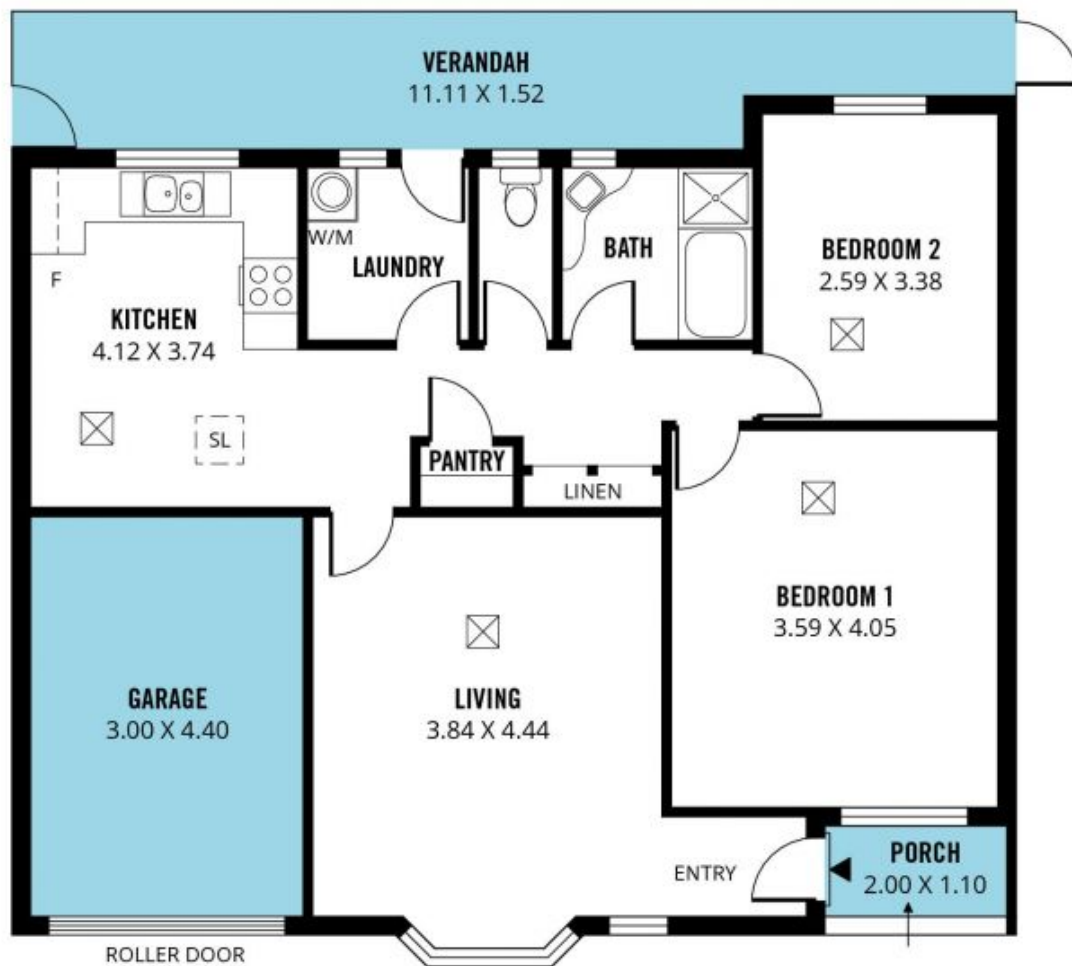 VERANDAH
11.11 X 1.52
W/M
LAUNDRY
BATH
BEDROOM 2
2.59 X 3.38
F
KITCHEN
4.12 X 3.74
SL
PANTRY
LINEN
BEDROOM 1
3.59 X 4.05
GARAGE
3.00 X 4.40
LIVING
3.84 X 4.44
ENTRY
PORCH
2.00 X 1.10
ROLLER DOOR